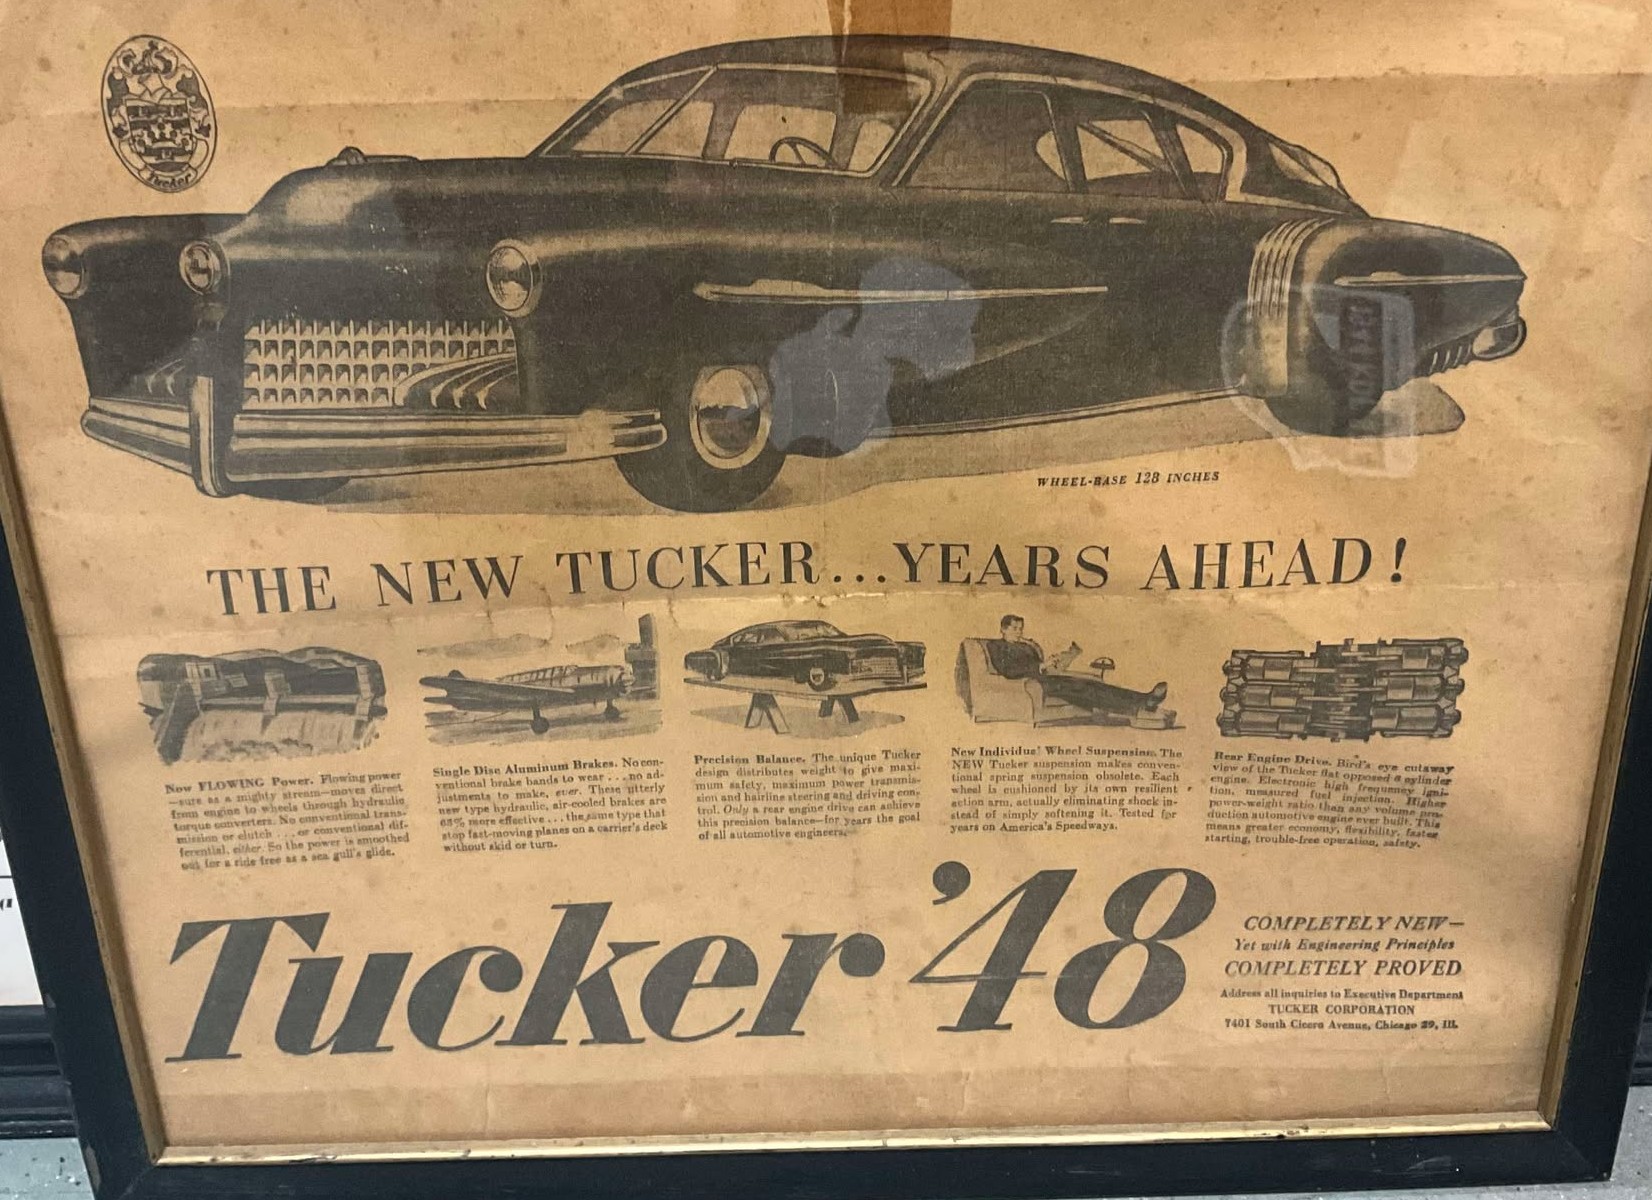 Tucker
WHEEL-BASE 128 INCHES
THE NEW TUCKER...YEARS AHEAD!
Now FLOWING Power. Flowing power
—sure as a mighty stream—moves direct
from engine to wheels through hydraulic
torque converters. No conventional trans-
mission or clutch . . . or conventional dif-
ferential, either. So the power is smoothed
out for a ride free as a sea gull's glide.
Single Disc Aluminum Brakes. No con-
ventional brake bands to wear . . . no ad-
justments to make, ever. These utterly
new type hydraulic, air-cooled brakes are
68% more effective . . . the same type that
stop fast-moving planes on a carrier's deck
without skid or turn.
Precision Balance. The unique Tucker
design distributes weight to give maxi-
mum safety, maximum power transmis-
sion and hairline steering and driving con-
trol. Only a rear engine drive can achieve
this precision balance—for years the goal
of all automotive engineers.
New Individual Wheel Suspension. The
NEW Tucker suspension makes conven-
tional spring suspension obsolete. Each
wheel is cushioned by its own resilient
action arm, actually eliminating shock in-
stead of simply softening it. Tested for
years on America's Speedways.
Rear Engine Drive. Bird's eye cutaway
view of the Tucker flat opposed 6 cylinder
engine. Electronic high frequency igni-
tion, measured fuel injection. Higher
power-weight ratio than any volume pro-
duction automotive engine ever built. This
means greater economy, flexibility, faster
starting, trouble-free operation, safety.
Tucker '48
COMPLETELY NEW—
Yet with Engineering Principles
COMPLETELY PROVED
Address all inquiries to Executive Department
TUCKER CORPORATION
7401 South Cicero Avenue, Chicago 29, Ill.